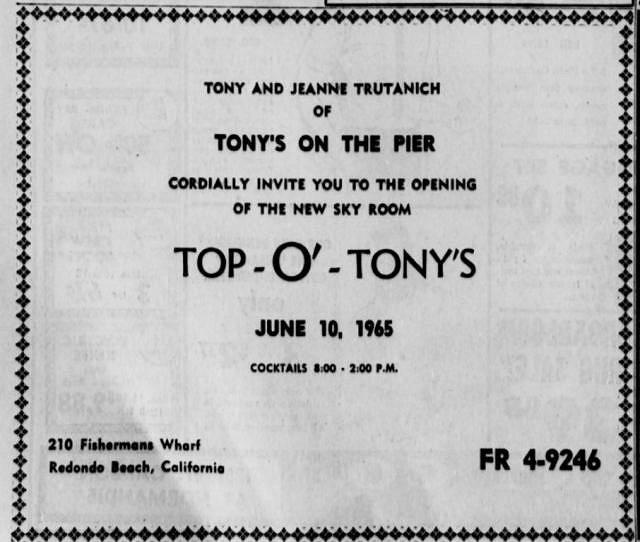 TONY AND JEANNE TRUTANICH
OF
TONY'S ON THE PIER
CORDIALLY INVITE YOU TO THE OPENING
OF THE NEW SKY ROOM
TOP-O'-TONY'S
JUNE 10, 1965
COCKTAILS 8:00 - 2:00 P.M.
210 Fishermans Wharf
Redondo Beach, California
FR 4-9246